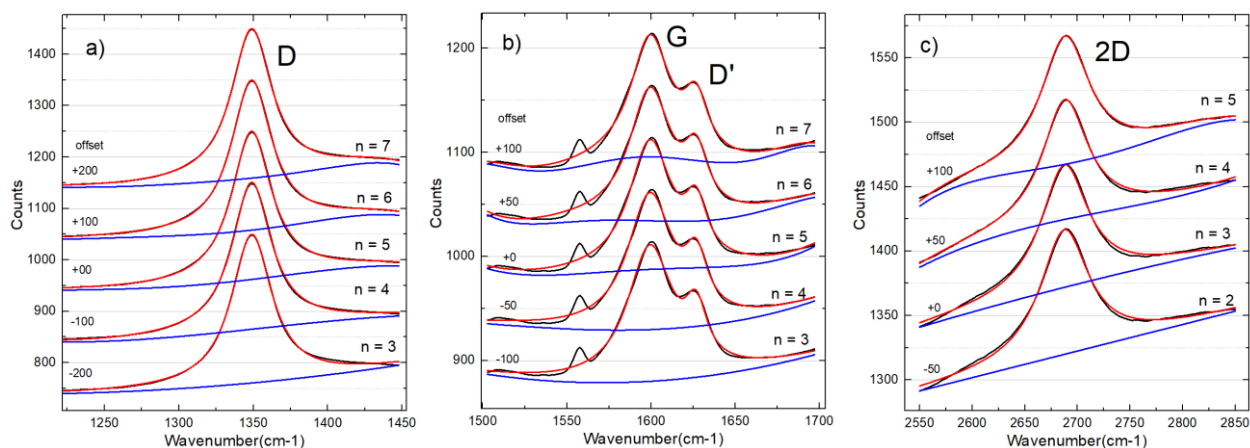 a)
D
offset
+200
+100
+00
-100
-200
n = 7
n = 6
n = 5
n = 4
n = 3
1400
1300
1200
1100
1000
900
800
1250
1300
1350
1400
1450
Counts
Wavenumber(cm-1)
b)
G
D'
offset
+100
+50
+0
-50
-100
n = 7
n = 6
n = 5
n = 4
n = 3
1200
1100
1000
900
1500
1550
1600
1650
1700
Counts
Wavenumber(cm-1)
c)
2D
offset
+100
+50
+0
-50
n = 5
n = 4
n = 3
n = 2
1550
1500
1450
1400
1350
1300
2550
2600
2650
2700
2750
2800
2850
Counts
Wavenumber(cm-1)